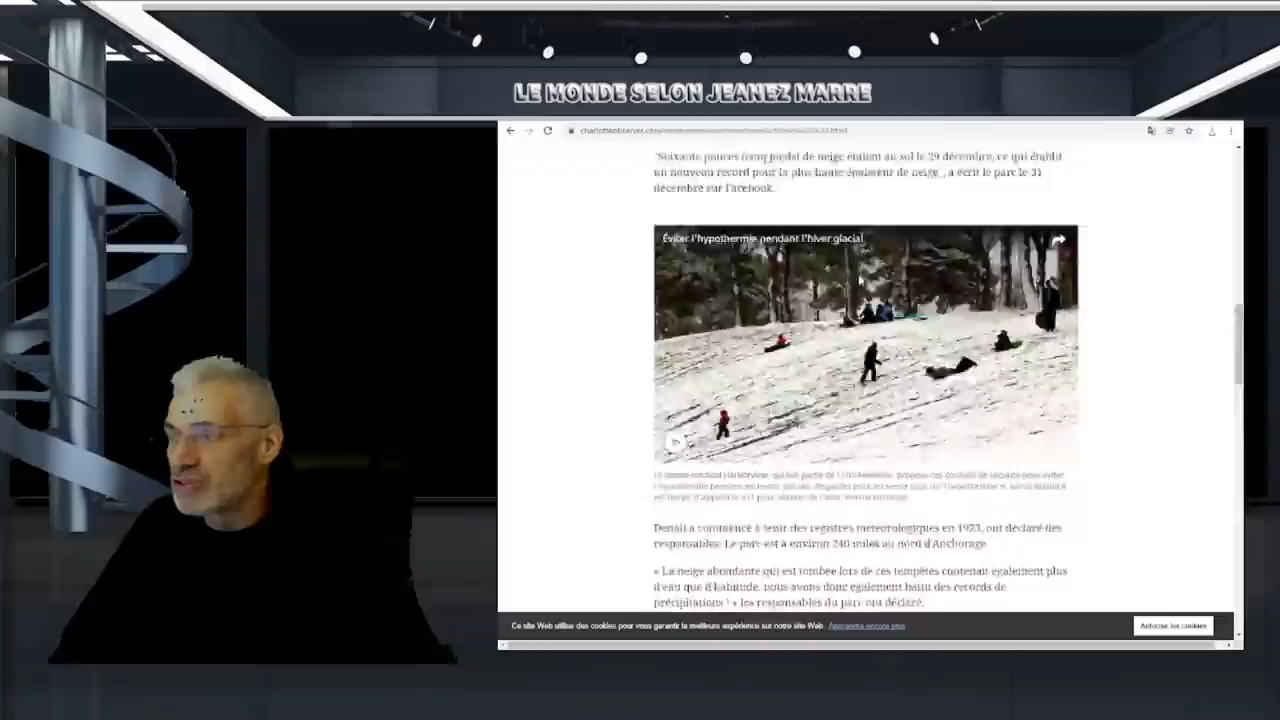 LE MONDE SELON JEANEZ MARRE
"Soixante pouces (cinq pieds) de neige étaient au sol le 29 décembre, ce qui établit
un nouveau record pour la plus haute épaisseur de neige", a écrit le parc le 31
décembre sur Facebook.
Éviter l'hypothermie pendant l'hiver glacial
Denali a commencé à tenir des registres météorologiques en 1923, ont déclaré des
responsables. Le parc est à environ 240 miles au nord d'Anchorage.
« La neige abondante qui est tombée lors de ces tempêtes contenait également plus
d'eau que d'habitude, nous avons donc également battu des records de
précipitations ! » les responsables du parc ont déclaré.
Ce site Web utilise des cookies pour vous garantir la meilleure expérience sur notre site Web. Apprendre encore plus
Autorise les cookies